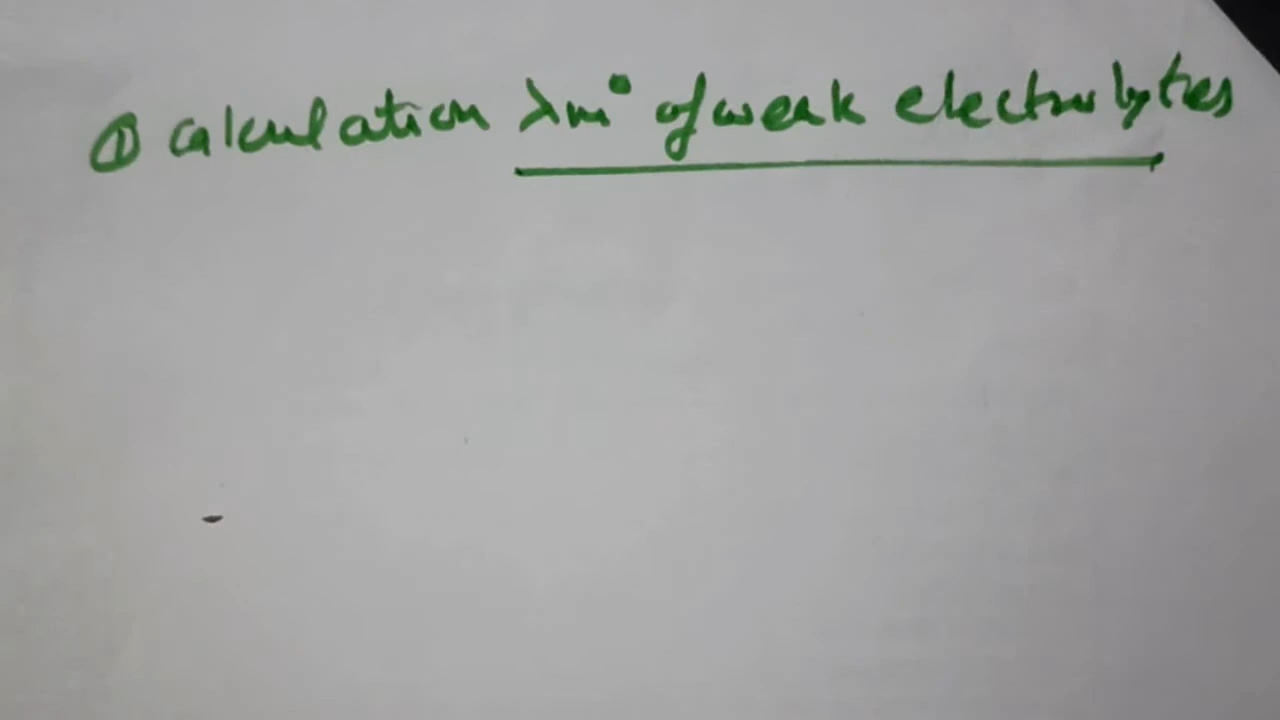 ① calculation λm° of weak electrolytes